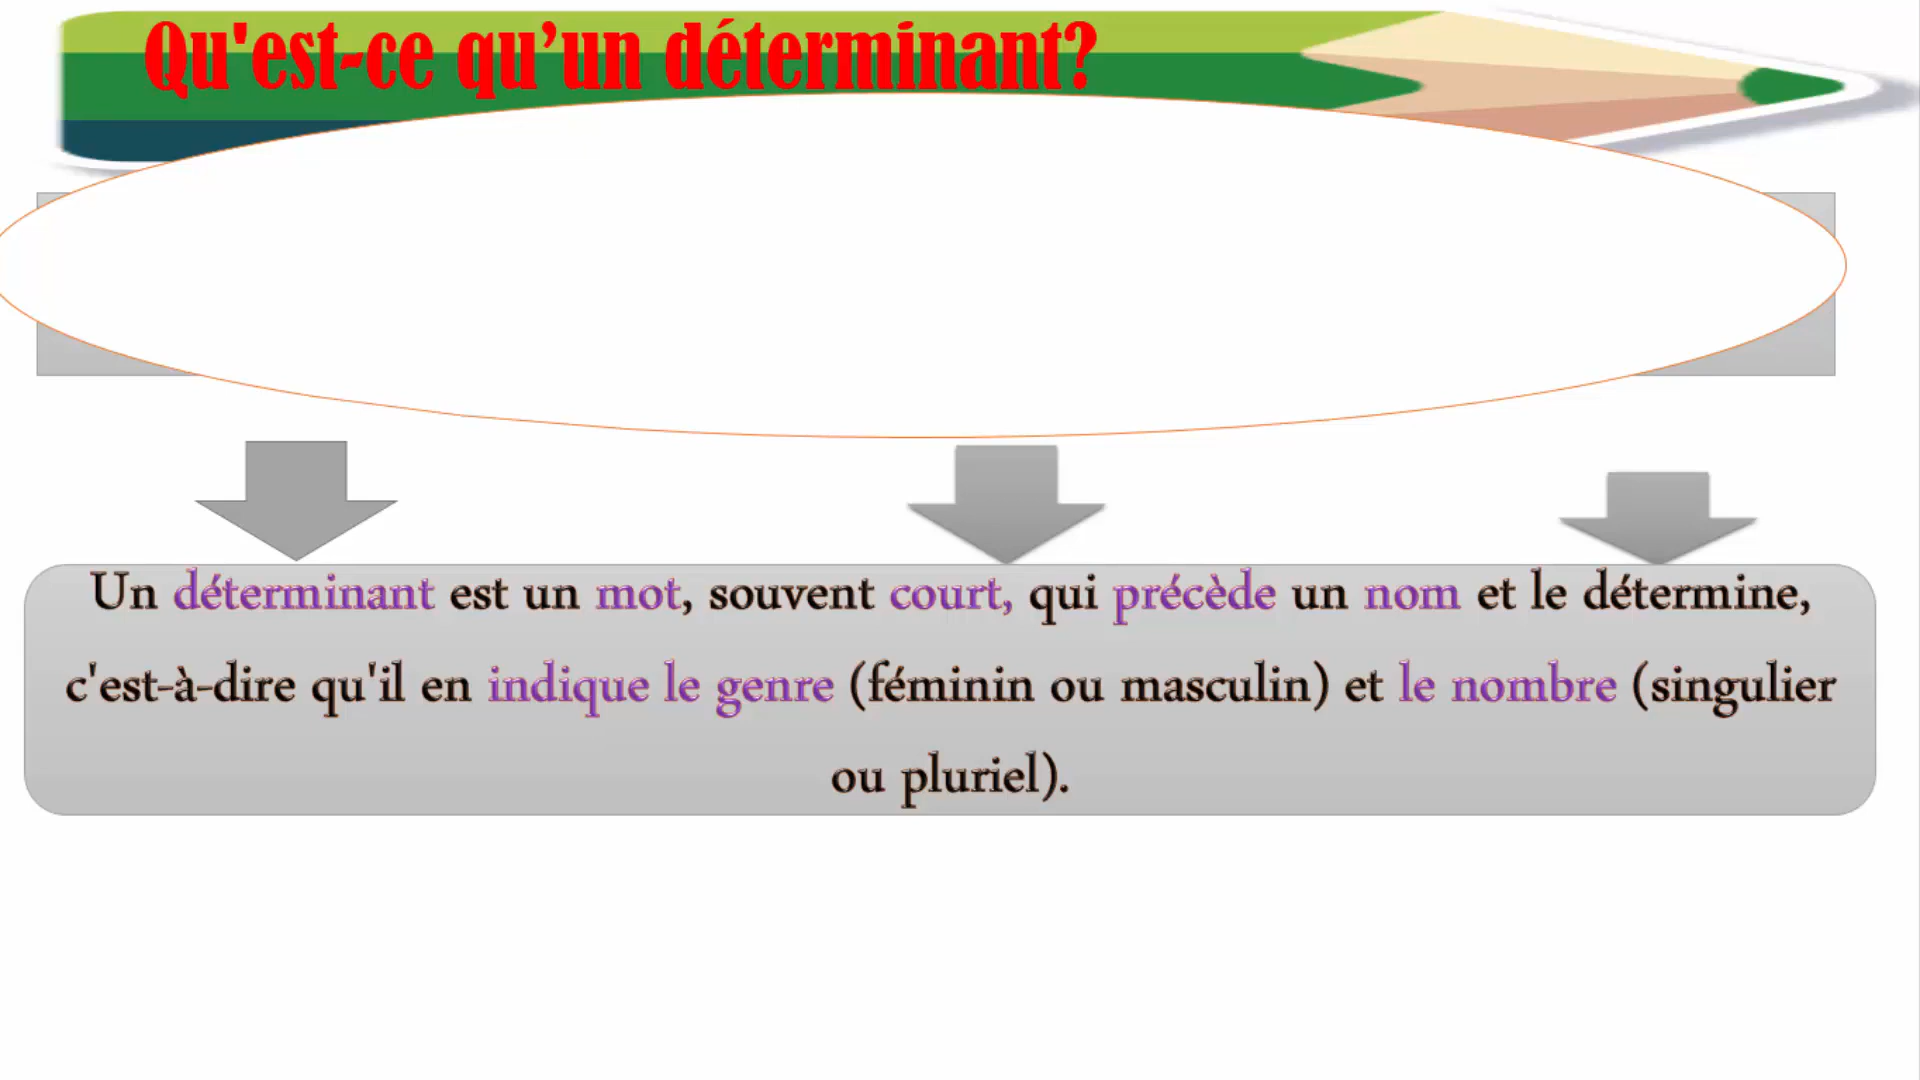 Qu'est-ce qu’un déterminant?
Un déterminant est un mot, souvent court, qui précède un nom et le détermine,
c'est-à-dire qu'il en indique le genre (féminin ou masculin) et le nombre (singulier
ou pluriel).